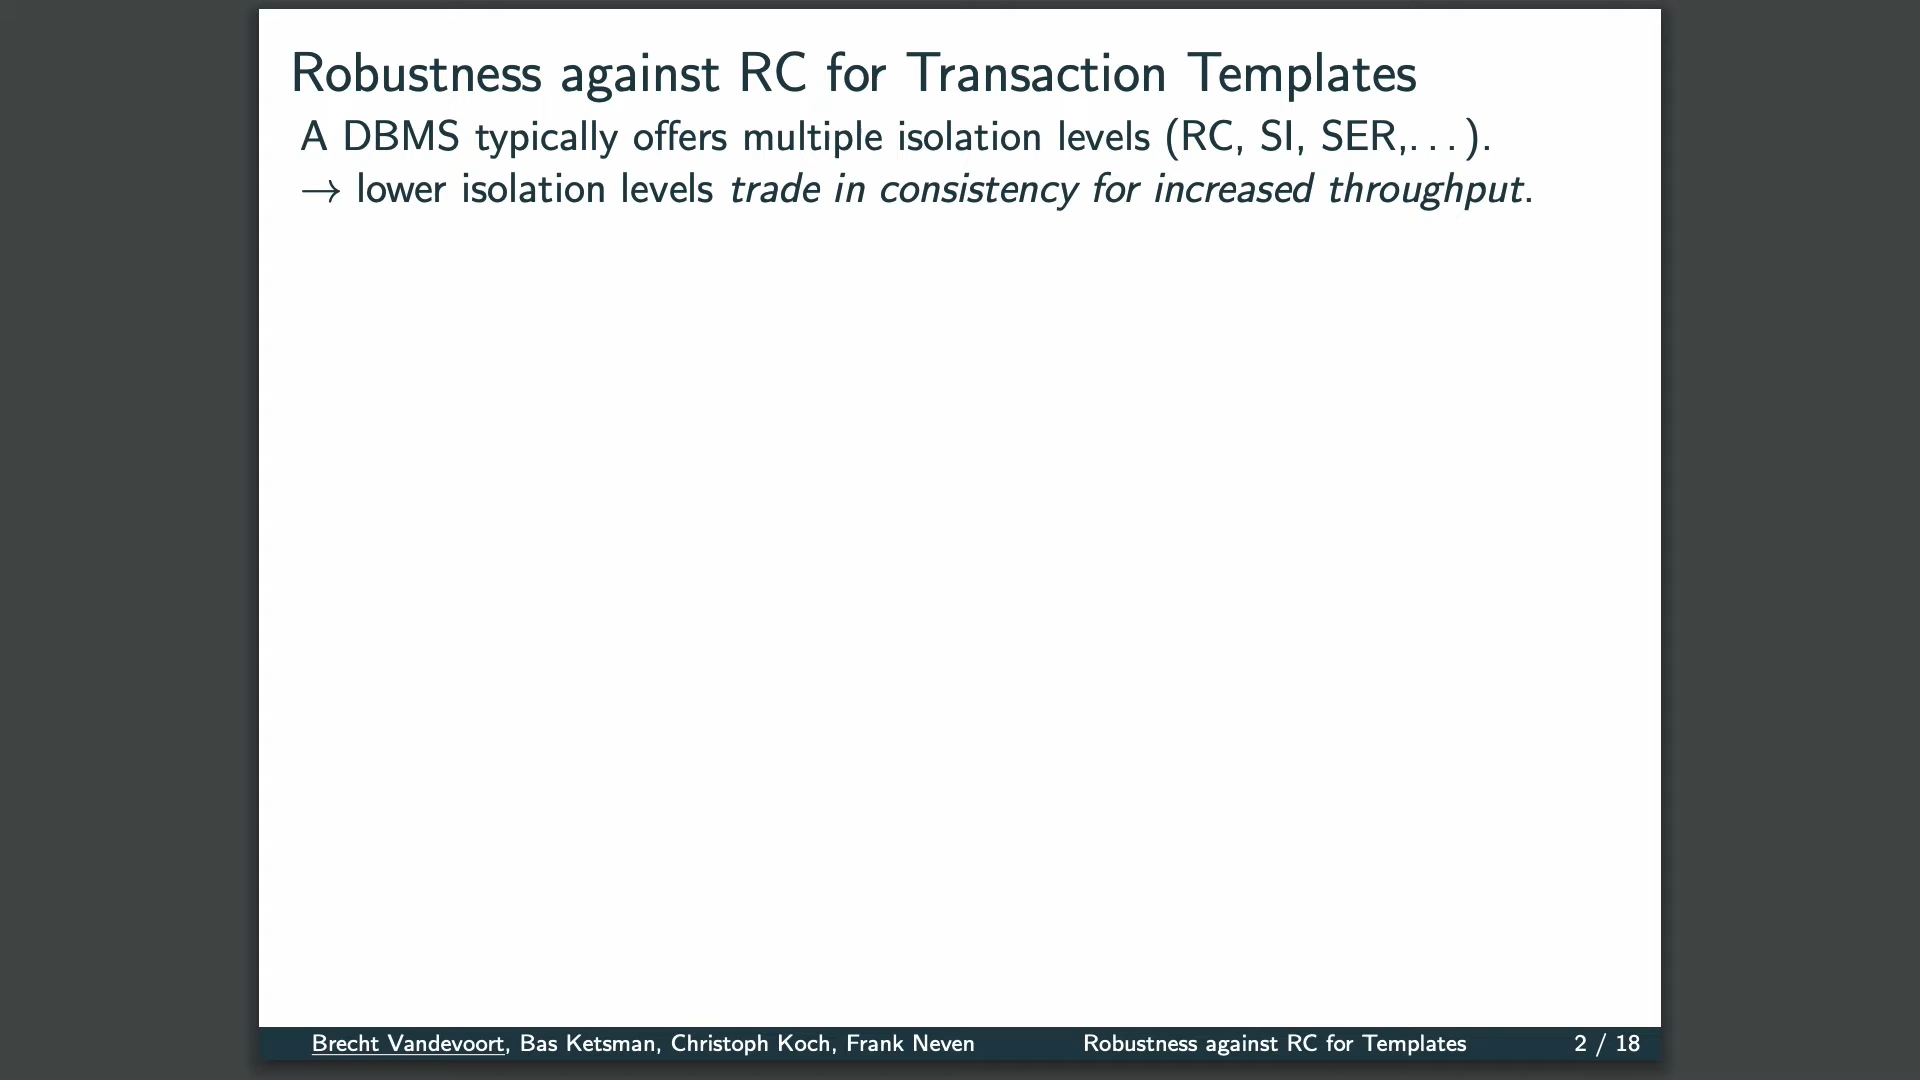 Robustness against RC for Transaction Templates
A DBMS typically offers multiple isolation levels (RC, SI, SER,. . . ).
→ lower isolation levels trade in consistency for increased throughput.
Brecht Vandevoort, Bas Ketsman, Christoph Koch, Frank Neven Robustness against RC for Templates 2 / 18